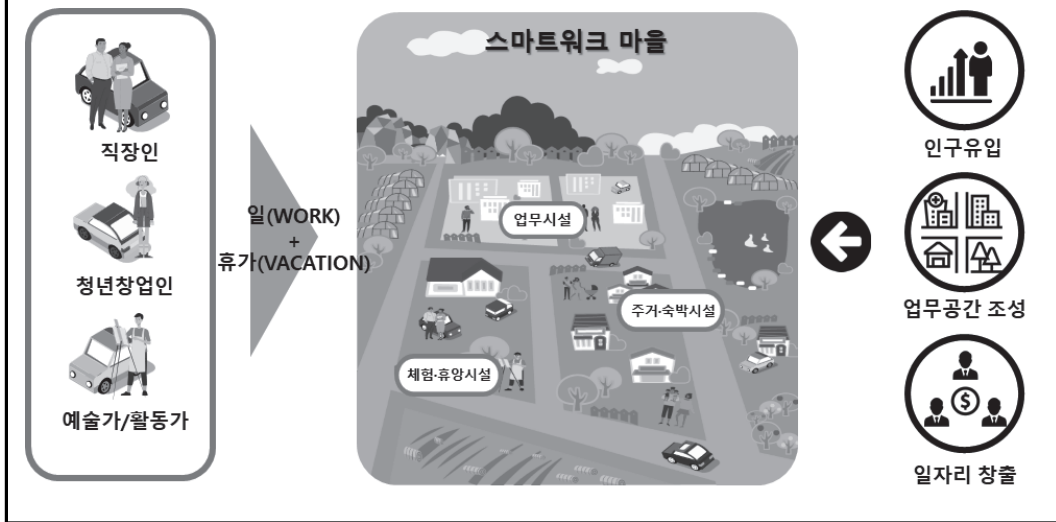 직장인
청년창업인
예술가/활동가
일(WORK)
+
휴가(VACATION)
스마트워크 마을
업무시설
주거·숙박시설
체험·휴양시설
인구유입
업무공간 조성
일자리 창출
$